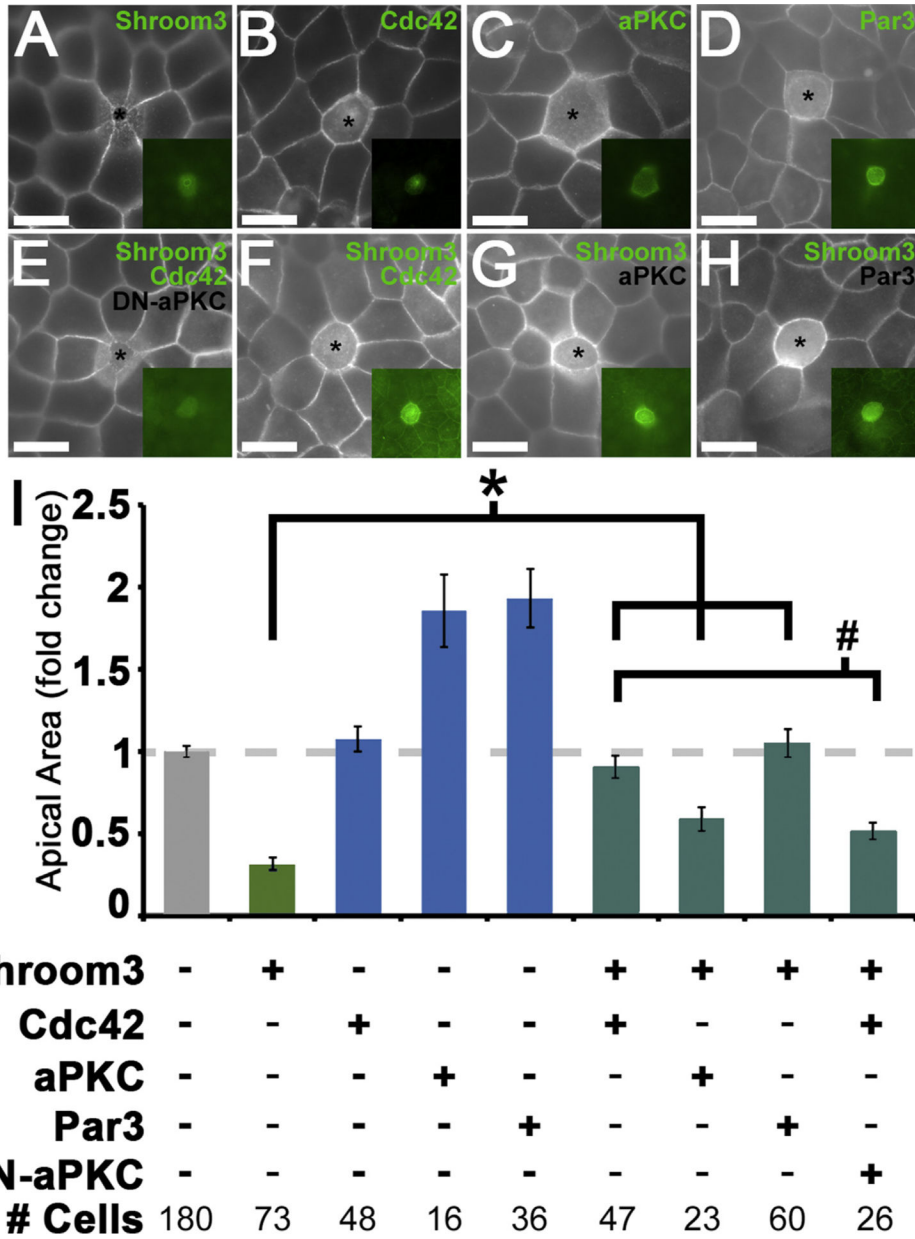 A Shroom3
B Cdc42
C aPKC
D Par3
E Shroom3
Cdc42
DN-aPKC
F Shroom3
Cdc42
G Shroom3
aPKC
H Shroom3
Par3
* * * * * * * *
I
Apical Area (fold change)
2.5
2
1.5
1
0.5
0
*
#
hroom3 - + - - - + + + +
Cdc42 - - + - - + - - +
aPKC - - - + - - + - -
Par3 - - - - + - - + -
N-aPKC - - - - - - - - +
# Cells 180 73 48 16 36 47 23 60 26